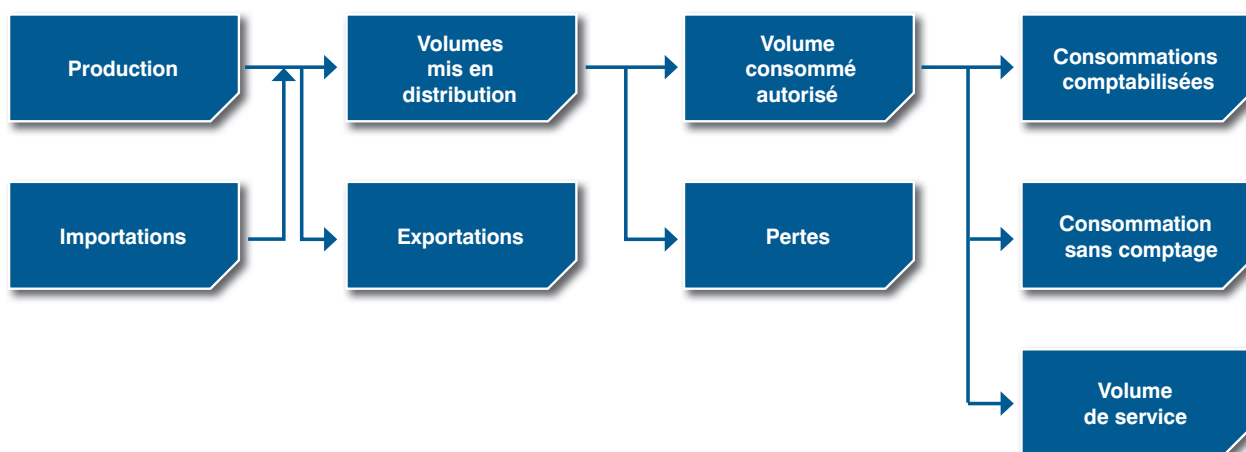 Production
Volumes
mis en
distribution
Volume
consommé
autorisé
Consommations
comptabilisées
Importations
Exportations
Pertes
Consommation
sans comptage
Volume
de service